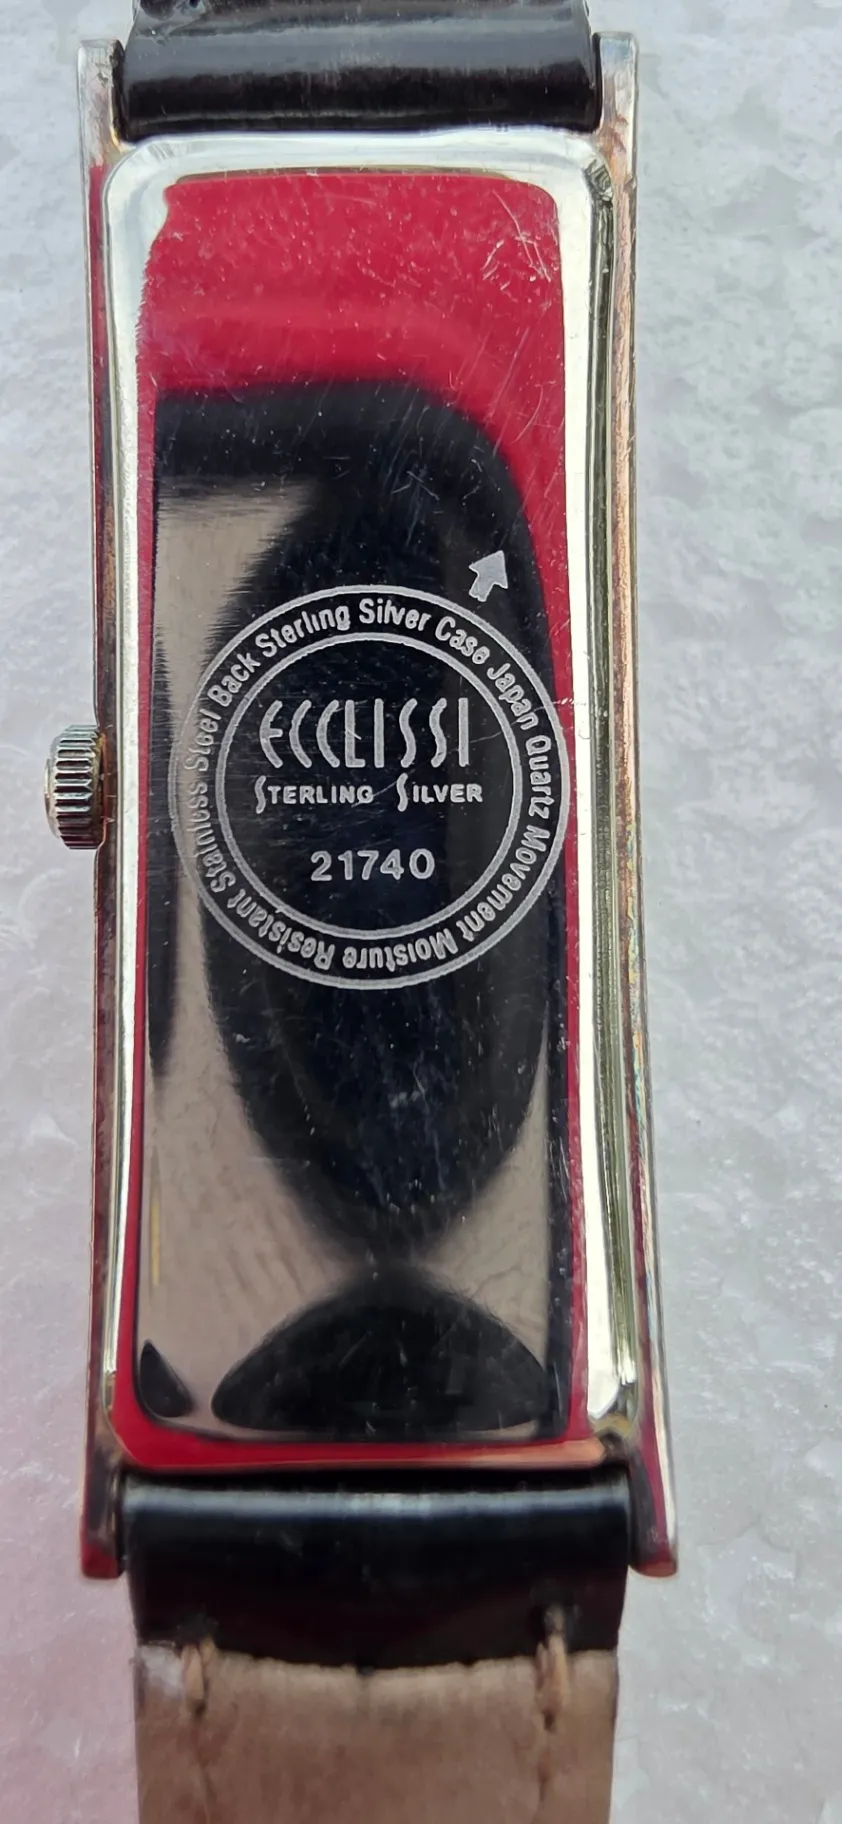 Stainless Steel Back Sterling Silver Case Japan Quartz Movement Moisture Resistant
ECCLISSI
STERLING SILVER
21740